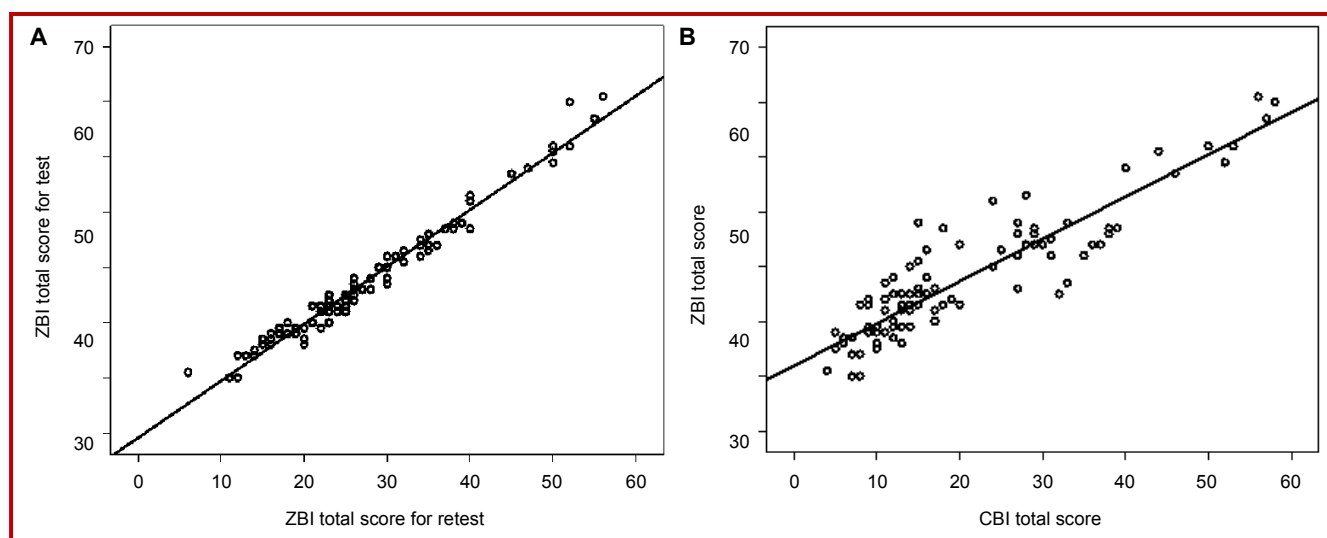 A
70
60
50
40
30
ZBI total score for test
0 10 20 30 40 50 60
ZBI total score for retest
B
70
60
50
40
30
ZBI total score
0 10 20 30 40 50 60
CBI total score